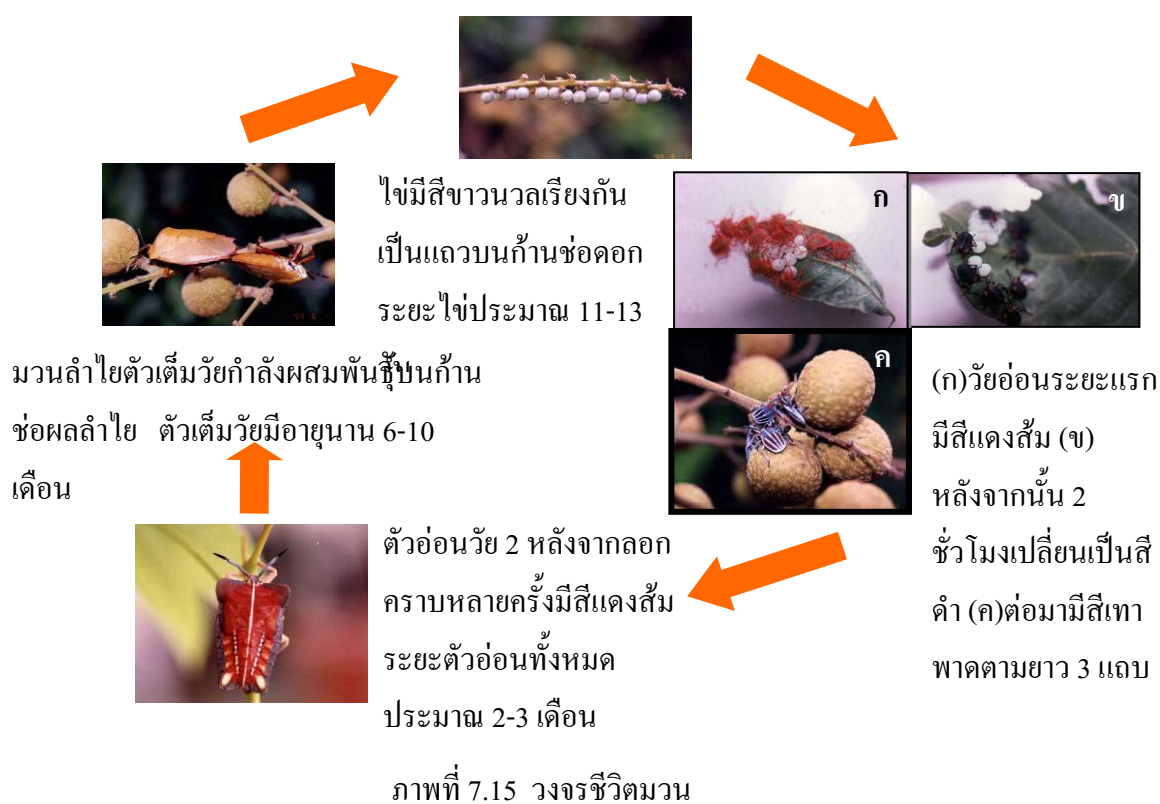 ไข่มีสีขาวนวลเรียงกัน
เป็นแถวบนก้านช่อดอก
ระยะไข่ประมาณ 11-13
ก
ข
ค
(ก)วัยอ่อนระยะแรก
มีสีแดงส้ม (ข)
หลังจากนั้น 2
ชั่วโมงเปลี่ยนเป็นสี
ดำ (ค)ต่อมามีสีเทา
พาดตามยาว 3 แถบ
ตัวอ่อนวัย 2 หลังจากลอก
คราบหลายครั้งมีสีแดงส้ม
ระยะตัวอ่อนทั้งหมด
ประมาณ 2-3 เดือน
มวนลำไยตัวเต็มวัยกำลังผสมพันธุ์บนก้าน
ช่อผลลำไย ตัวเต็มวัยมีอายุนาน 6-10
เดือน
ภาพที่ 7.15 วงจรชีวิตมวน